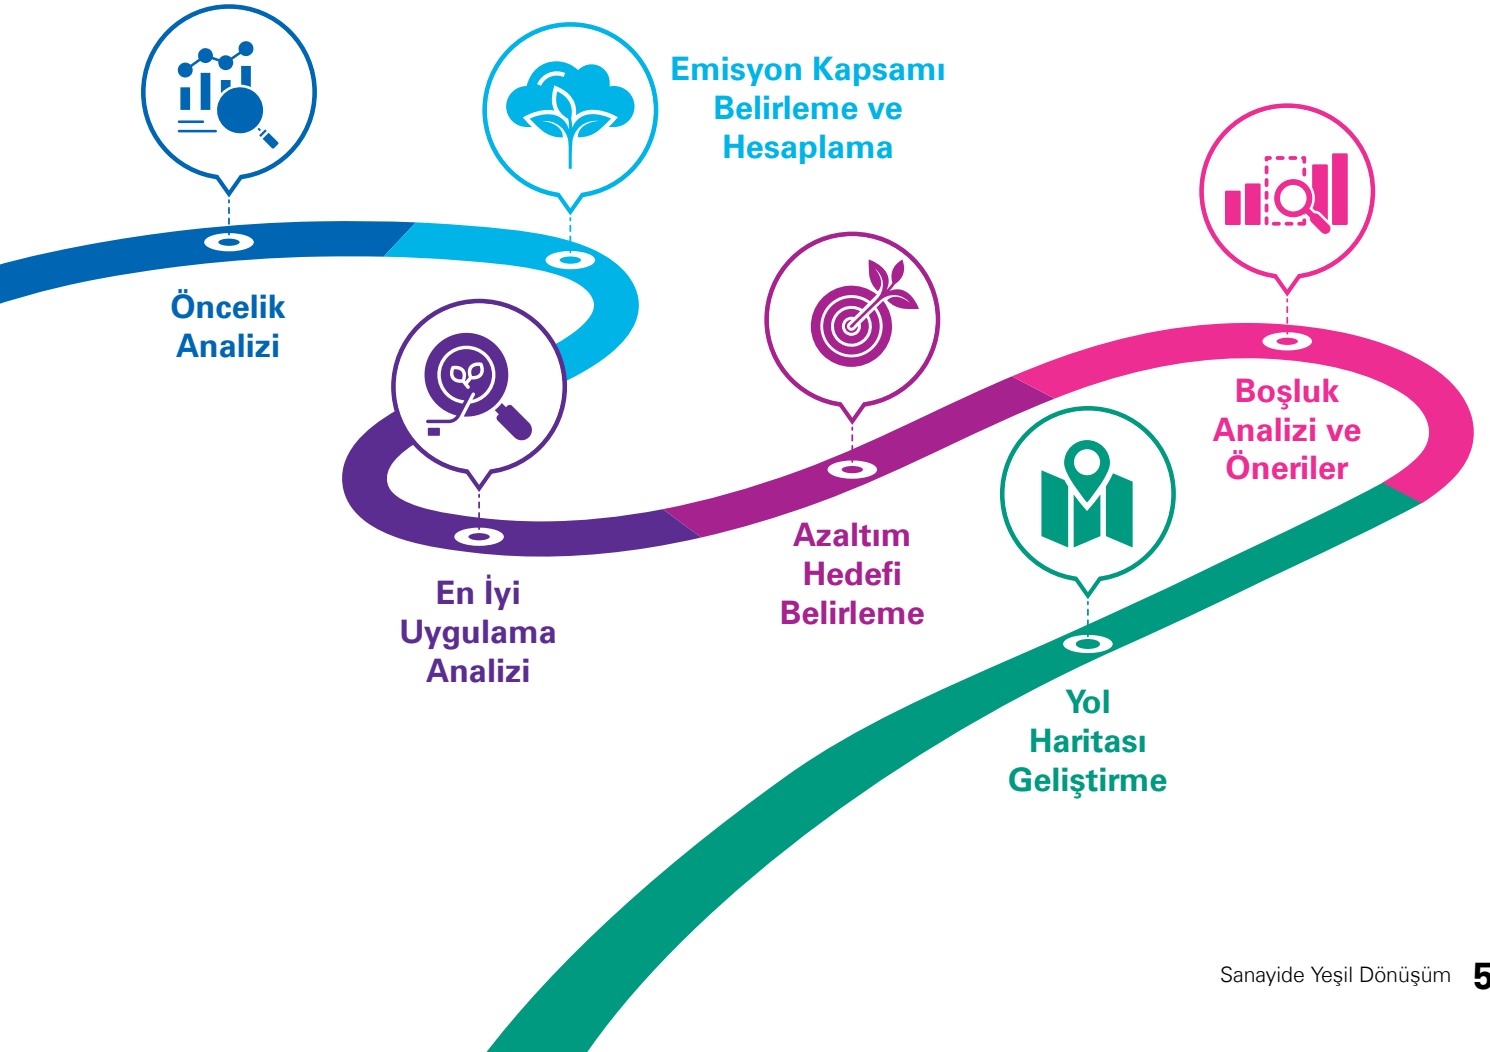 Öncelik
Analizi
Emisyon Kapsamı
Belirleme ve
Hesaplama
En İyi
Uygulama
Analizi
Azaltım
Hedefi
Belirleme
Boşluk
Analizi ve
Öneriler
Yol
Haritası
Geliştirme
Sanayide Yeşil Dönüşüm 5